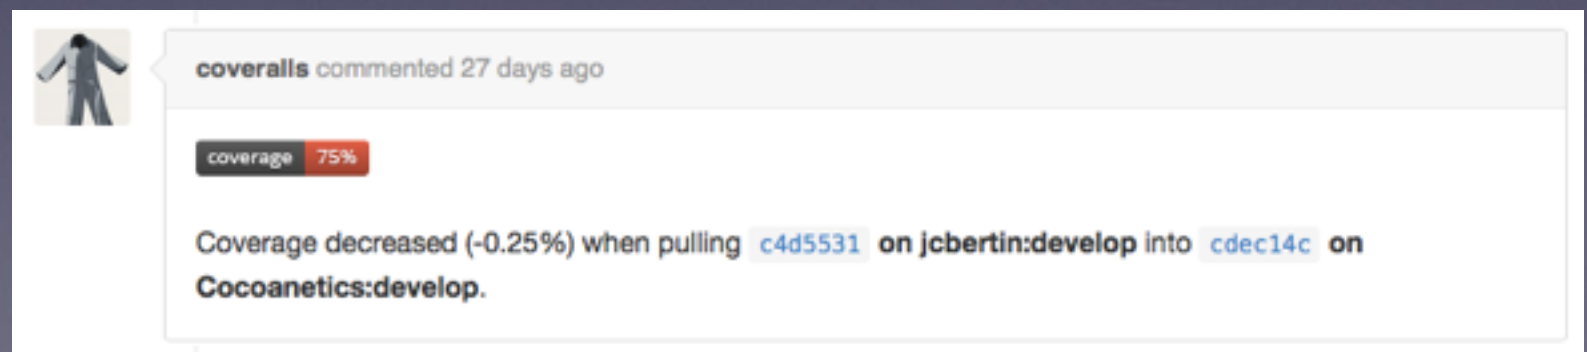 coveralls commented 27 days ago
coverage 75%
Coverage decreased (-0.25%) when pulling c4d5531 on jcbertin:develop into cdec14c on
Cocoanetics:develop.